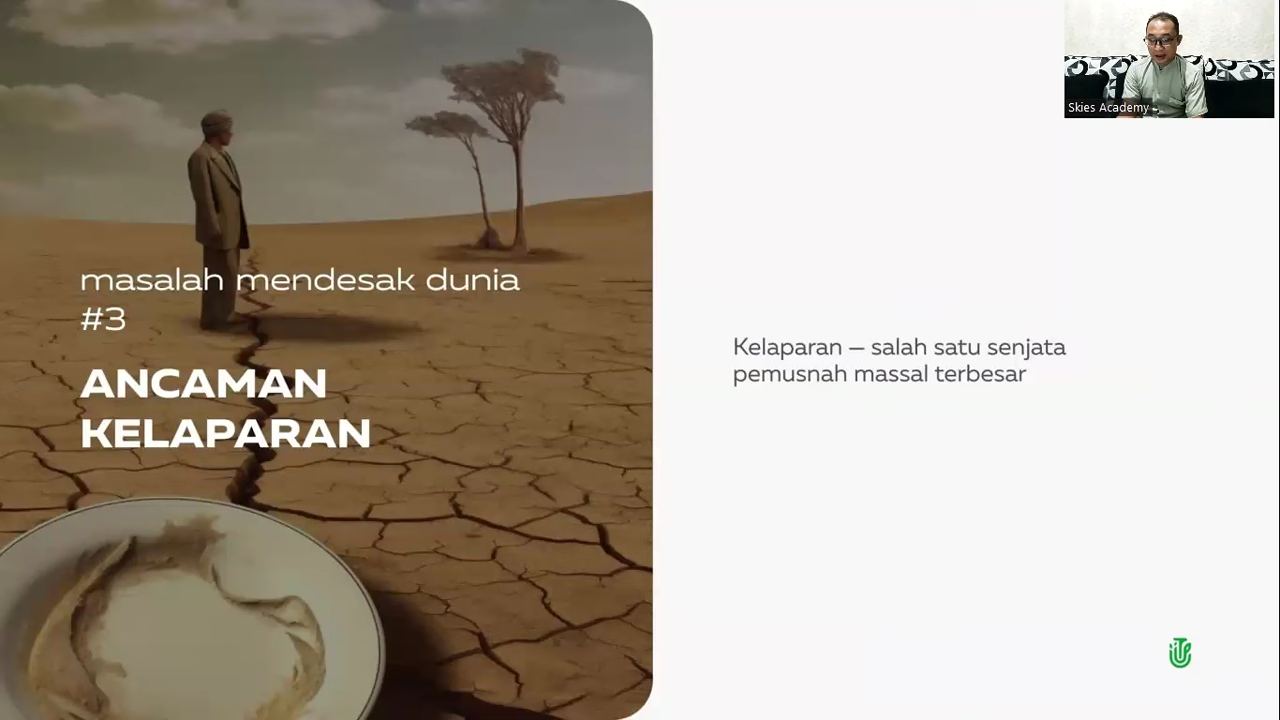 masalah mendesak dunia
#3
ANCAMAN
KELAPARAN
Kelaparan – salah satu senjata
pemusnah massal terbesar
Skies Academy